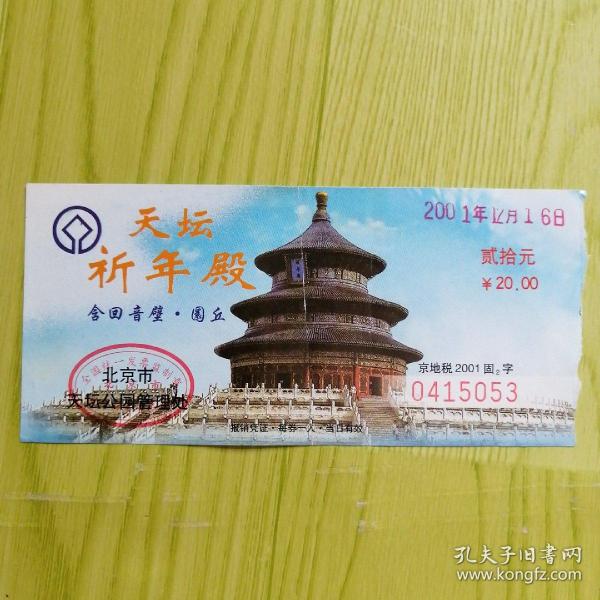 2001年12月16日
天坛
祈年殿
贰拾元
￥20.00
含回音壁·圜丘
京地税2001固2字
0415053
北京市
天坛公园管理处
报销凭证·每券一人·当日有效
孔夫子旧書网
www.kongfz.com